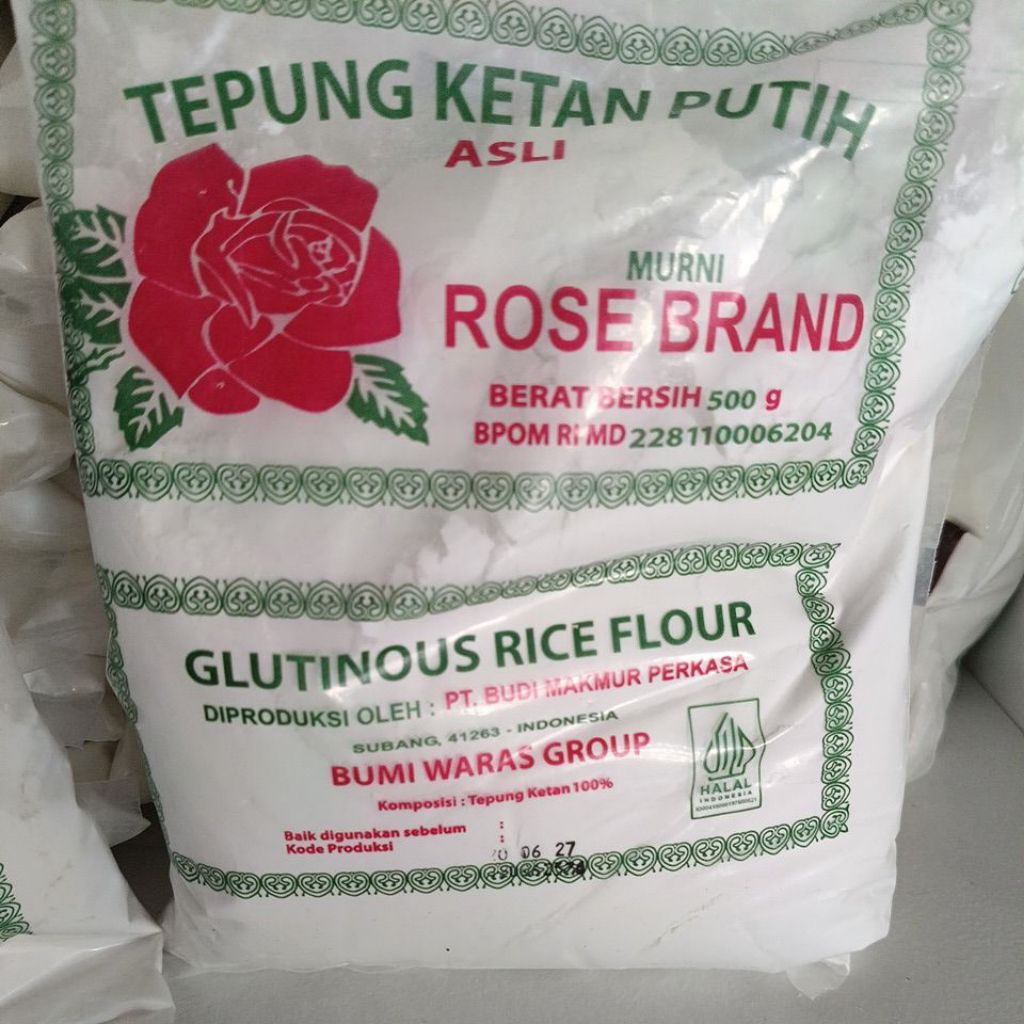 TEPUNG KETAN PUTIH
ASLI
MURNI
ROSE BRAND
BERAT BERSIH 500 g
BPOM RI MD 228110006204
GLUTINOUS RICE FLOUR
DIPRODUKSI OLEH : PT. BUDI MAKMUR PERKASA
SUBANG, 41263 - INDONESIA
BUMI WARAS GROUP
Komposisi : Tepung Ketan 100%
HALAL
INDONESIA
Baik digunakan sebelum :
Kode Produksi :
06 27